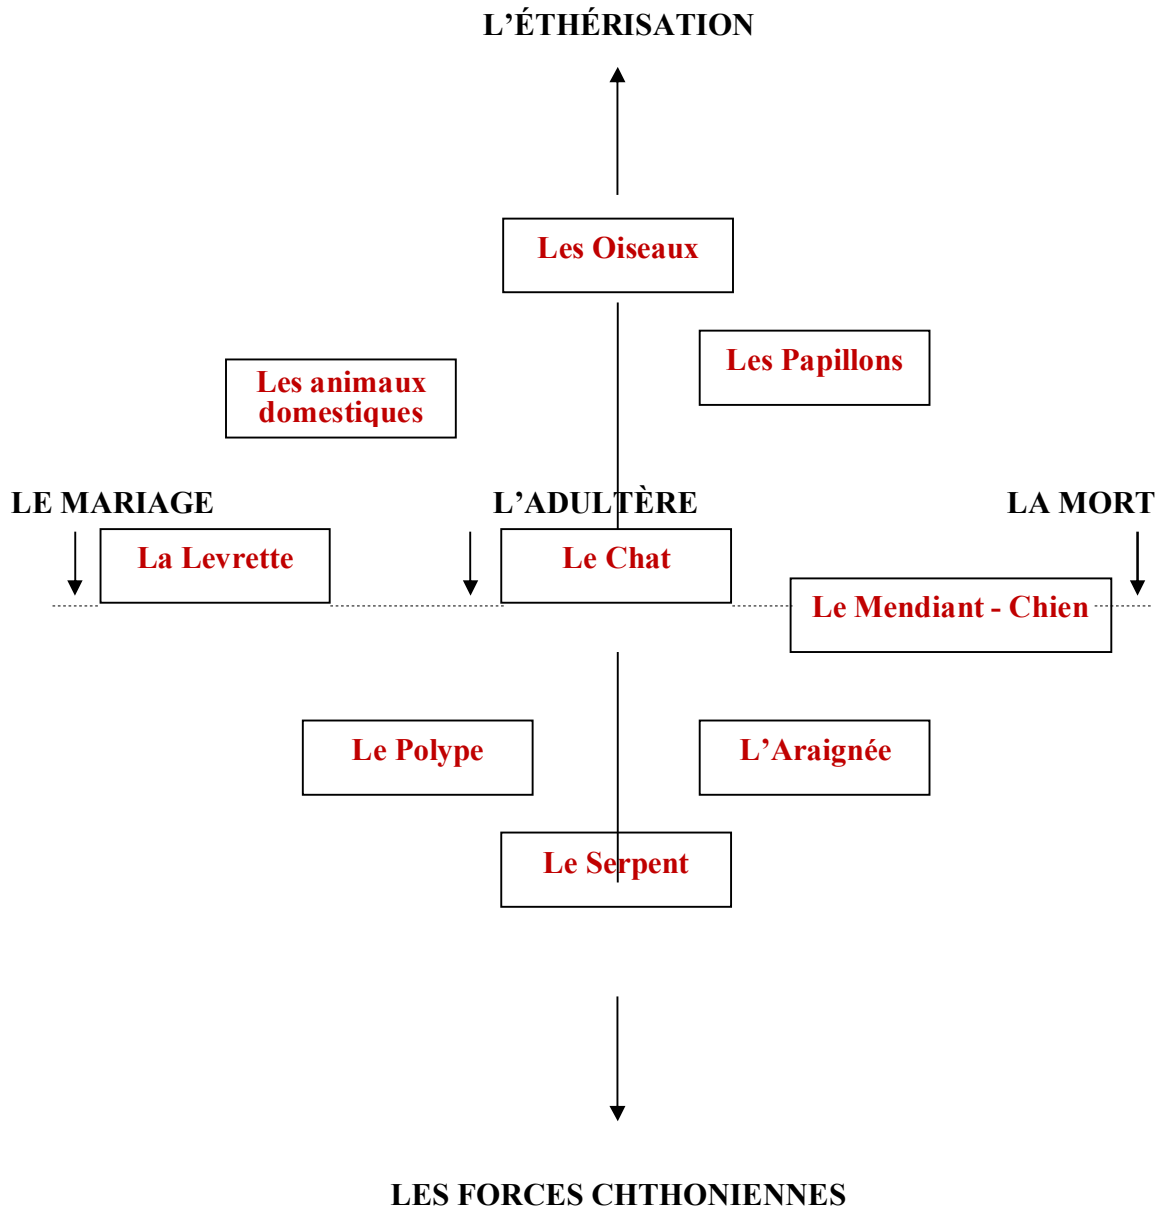 L’ÉTHÉRISATION
Les Oiseaux
Les Papillons
Les animaux
domestiques
LE MARIAGE
L’ADULTÈRE
LA MORT
La Levrette
Le Chat
Le Mendiant - Chien
Le Polype
L’Araignée
Le Serpent
LES FORCES CHTHONIENNES